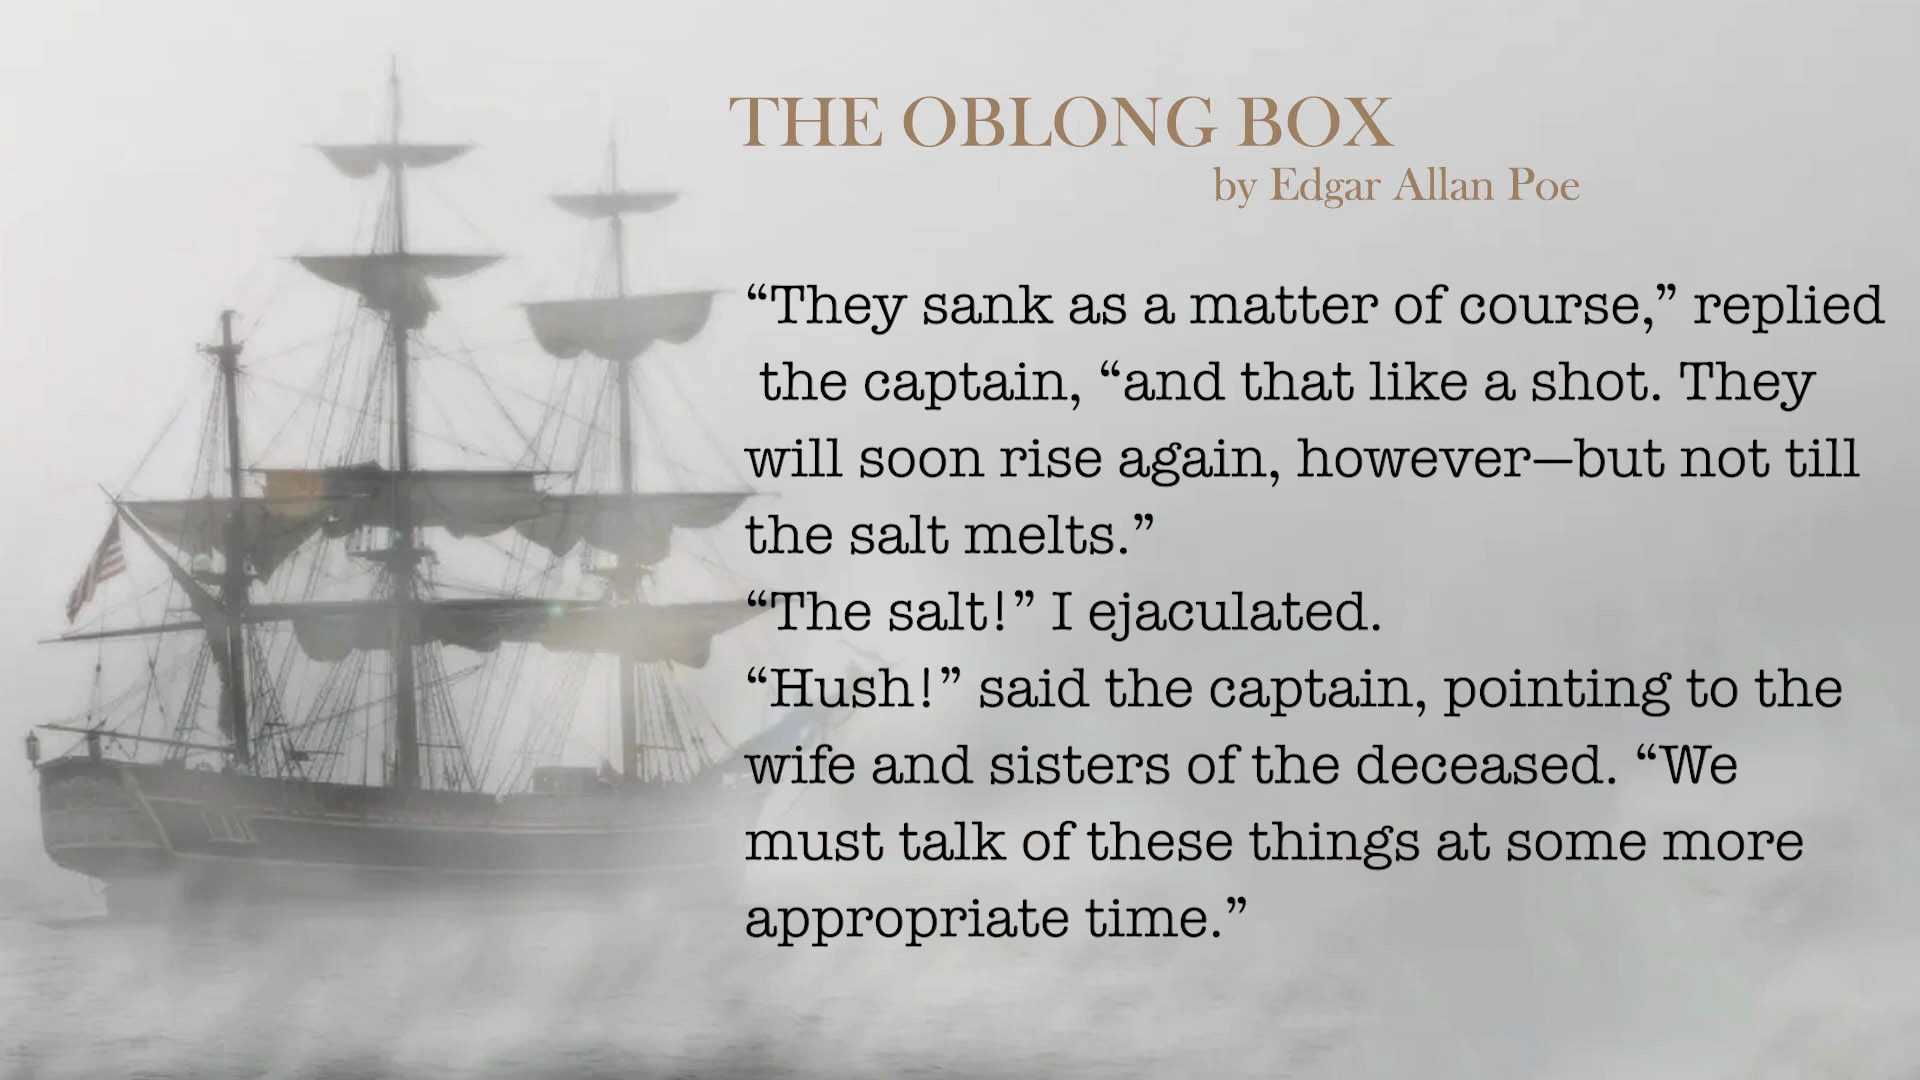 THE OBLONG BOX
by Edgar Allan Poe
“They sank as a matter of course,” replied
the captain, “and that like a shot. They
will soon rise again, however—but not till
the salt melts.”
“The salt!” I ejaculated.
“Hush!” said the captain, pointing to the
wife and sisters of the deceased. “We
must talk of these things at some more
appropriate time.”